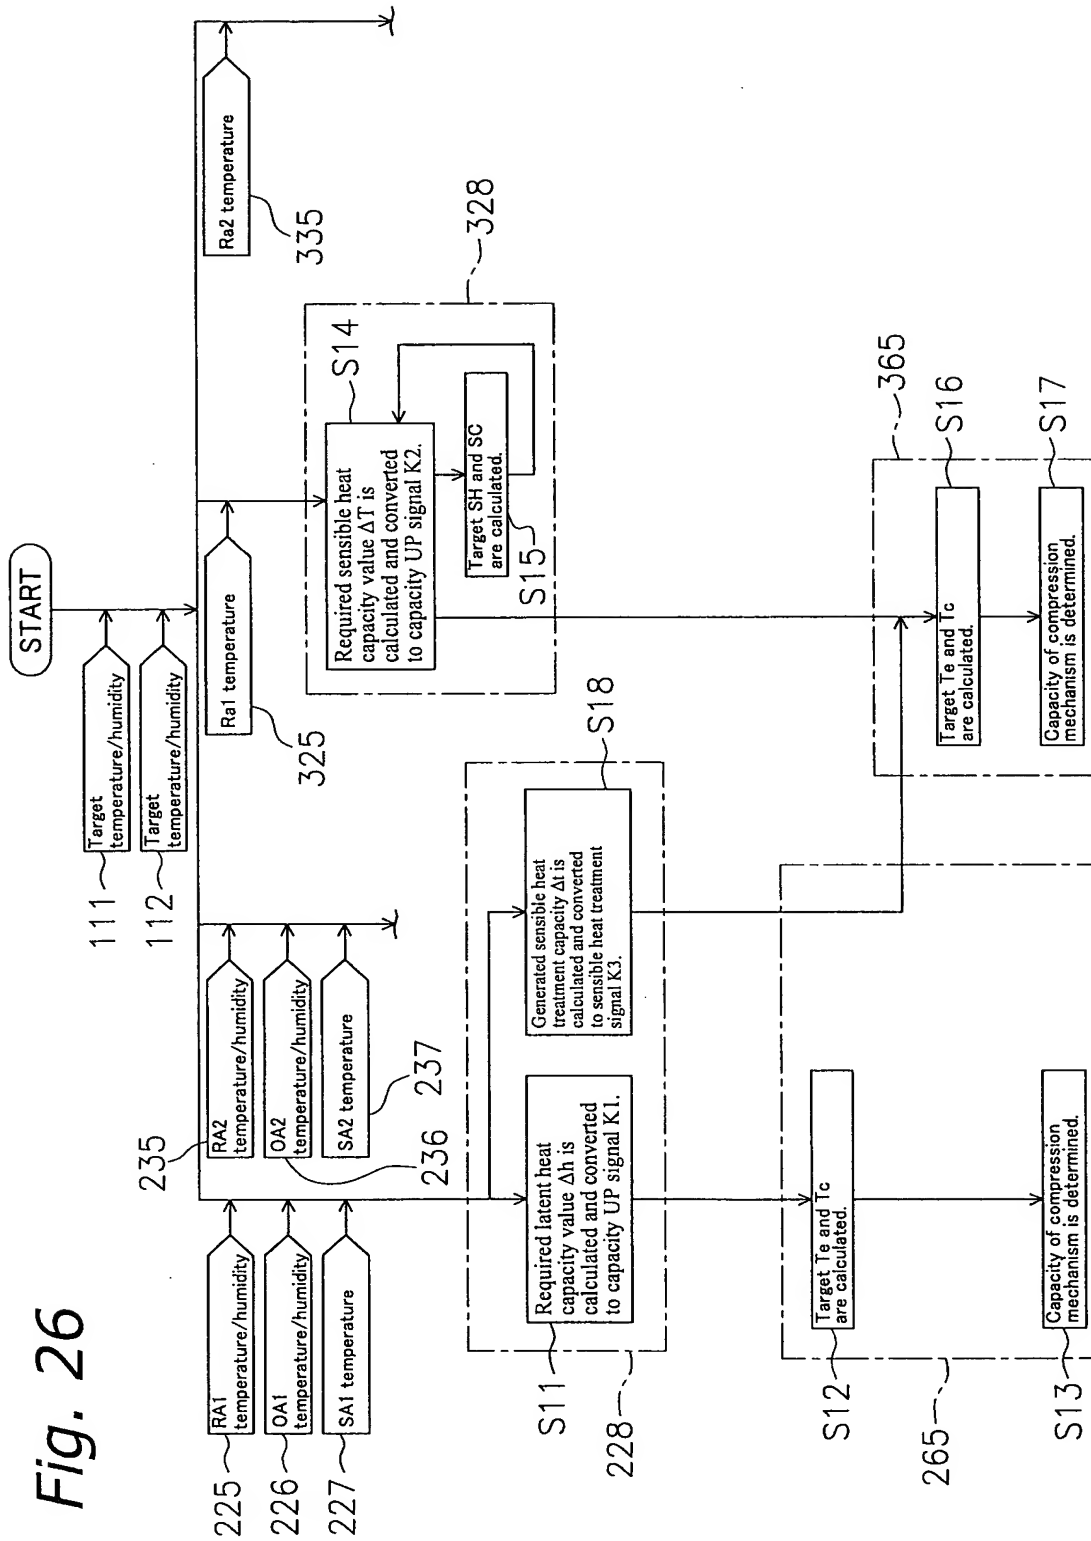 Fig. 26
START
111
Target
temperature/humidity
112
Target
temperature/humidity
225
RA1
temperature/humidity
226
OA1
temperature/humidity
227
SA1 temperature
235
RA2
temperature/humidity
OA2
temperature/humidity
236
SA2 temperature
237
Ra1 temperature
325
Ra2 temperature
335
S11
Required latent heat
capacity value Δh is
calculated and converted
to capacity UP signal K1.
228
Generated sensible heat
treatment capacity Δt is
calculated and converted
to sensible heat treatment
signal K3.
S18
Required sensible heat
capacity value ΔT is
calculated and converted
to capacity UP signal K2.
S14
328
Target SH and SC
are calculated.
S15
S12
Target Te and Tc
are calculated.
265
S13
Capacity of compression
mechanism is determined.
365
Target Te and Tc
are calculated.
S16
Capacity of compression
mechanism is determined.
S17